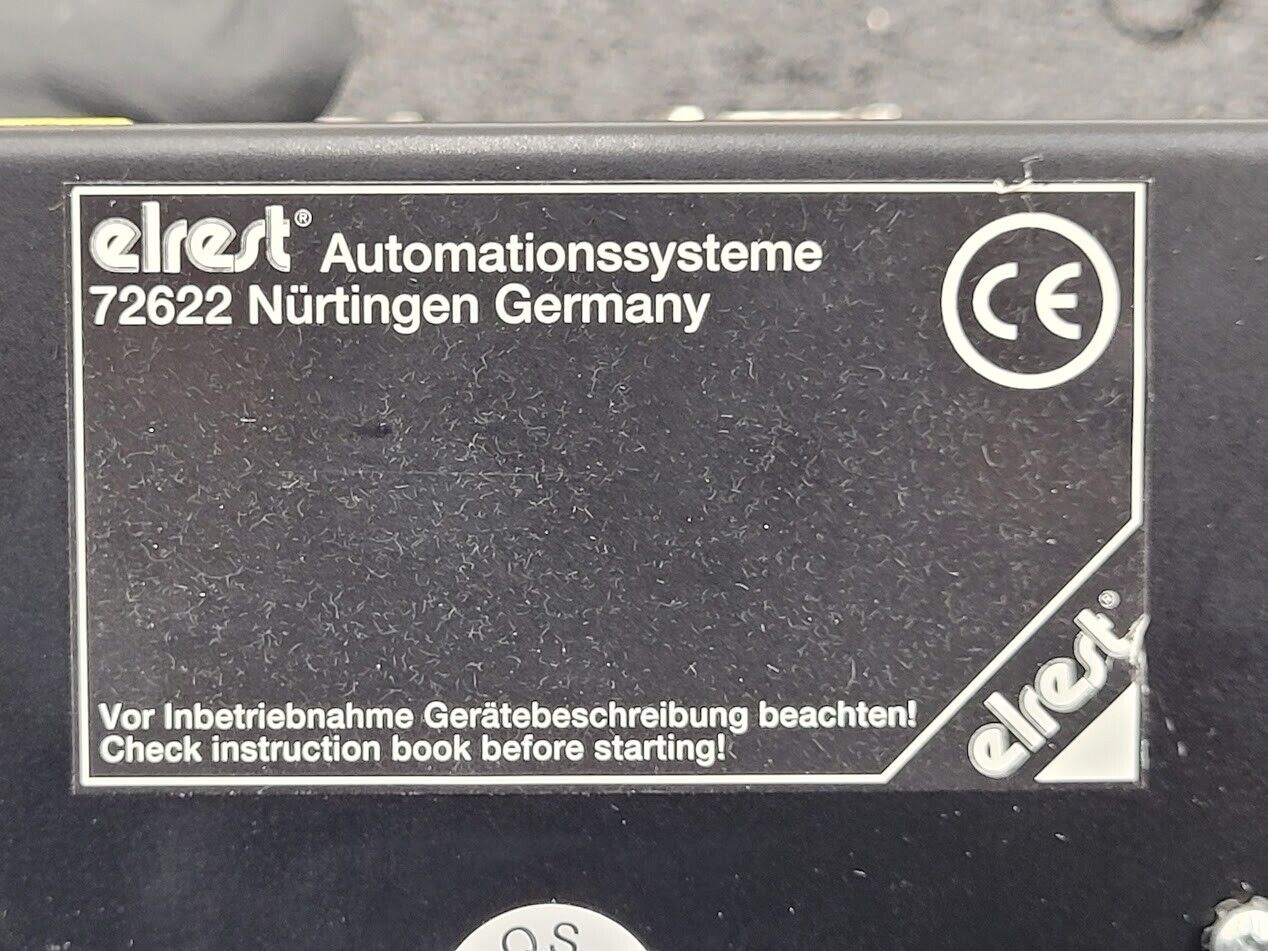 elrest® Automationssysteme
72622 Nürtingen Germany
CE
Vor Inbetriebnahme Gerätebeschreibung beachten!
Check instruction book before starting!
elrest®
Q.S